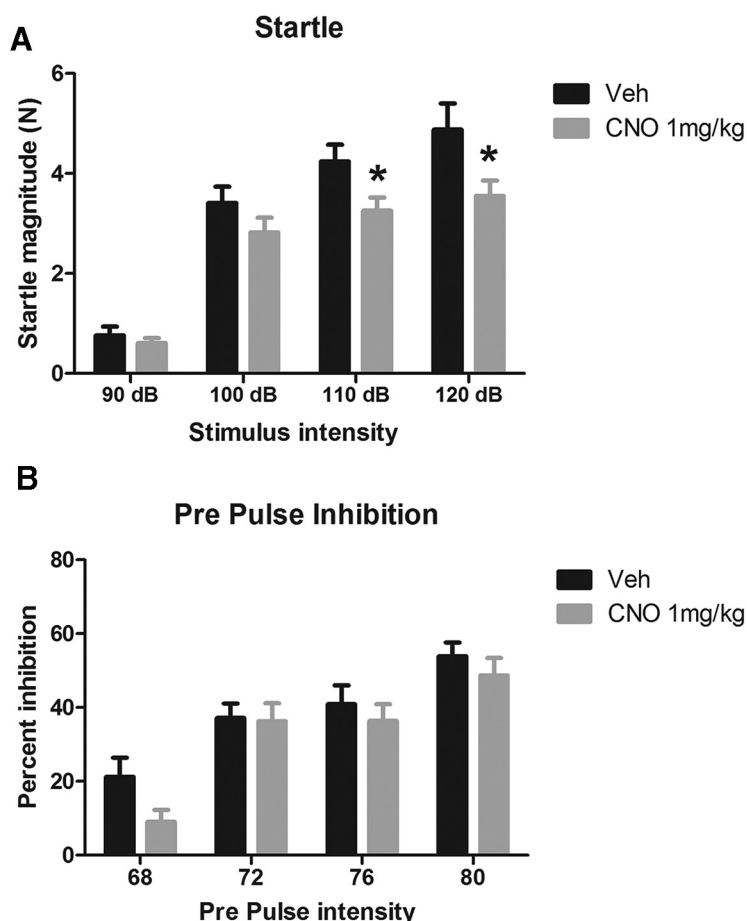 A
Startle
Startle magnitude (N)
6
4
2
0
*
*
Veh
CNO 1mg/kg
90 dB 100 dB 110 dB 120 dB
Stimulus intensity
B
Pre Pulse Inhibition
Percent inhibition
80
60
40
20
0
Veh
CNO 1mg/kg
68 72 76 80
Pre Pulse intensity